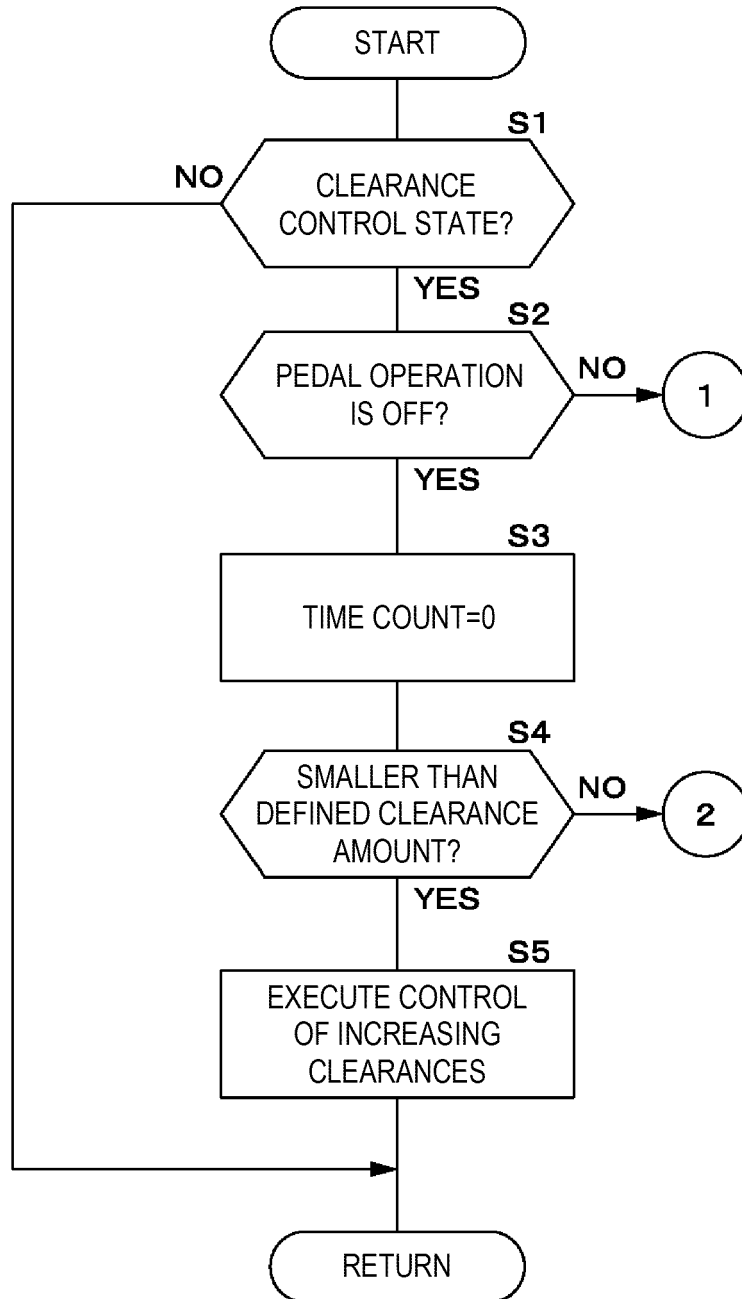 START
S1
NO
CLEARANCE
CONTROL STATE?
YES
S2
PEDAL OPERATION
IS OFF?
NO
1
YES
S3
TIME COUNT=0
S4
SMALLER THAN
DEFINED CLEARANCE
AMOUNT?
NO
2
YES
S5
EXECUTE CONTROL
OF INCREASING
CLEARANCES
RETURN